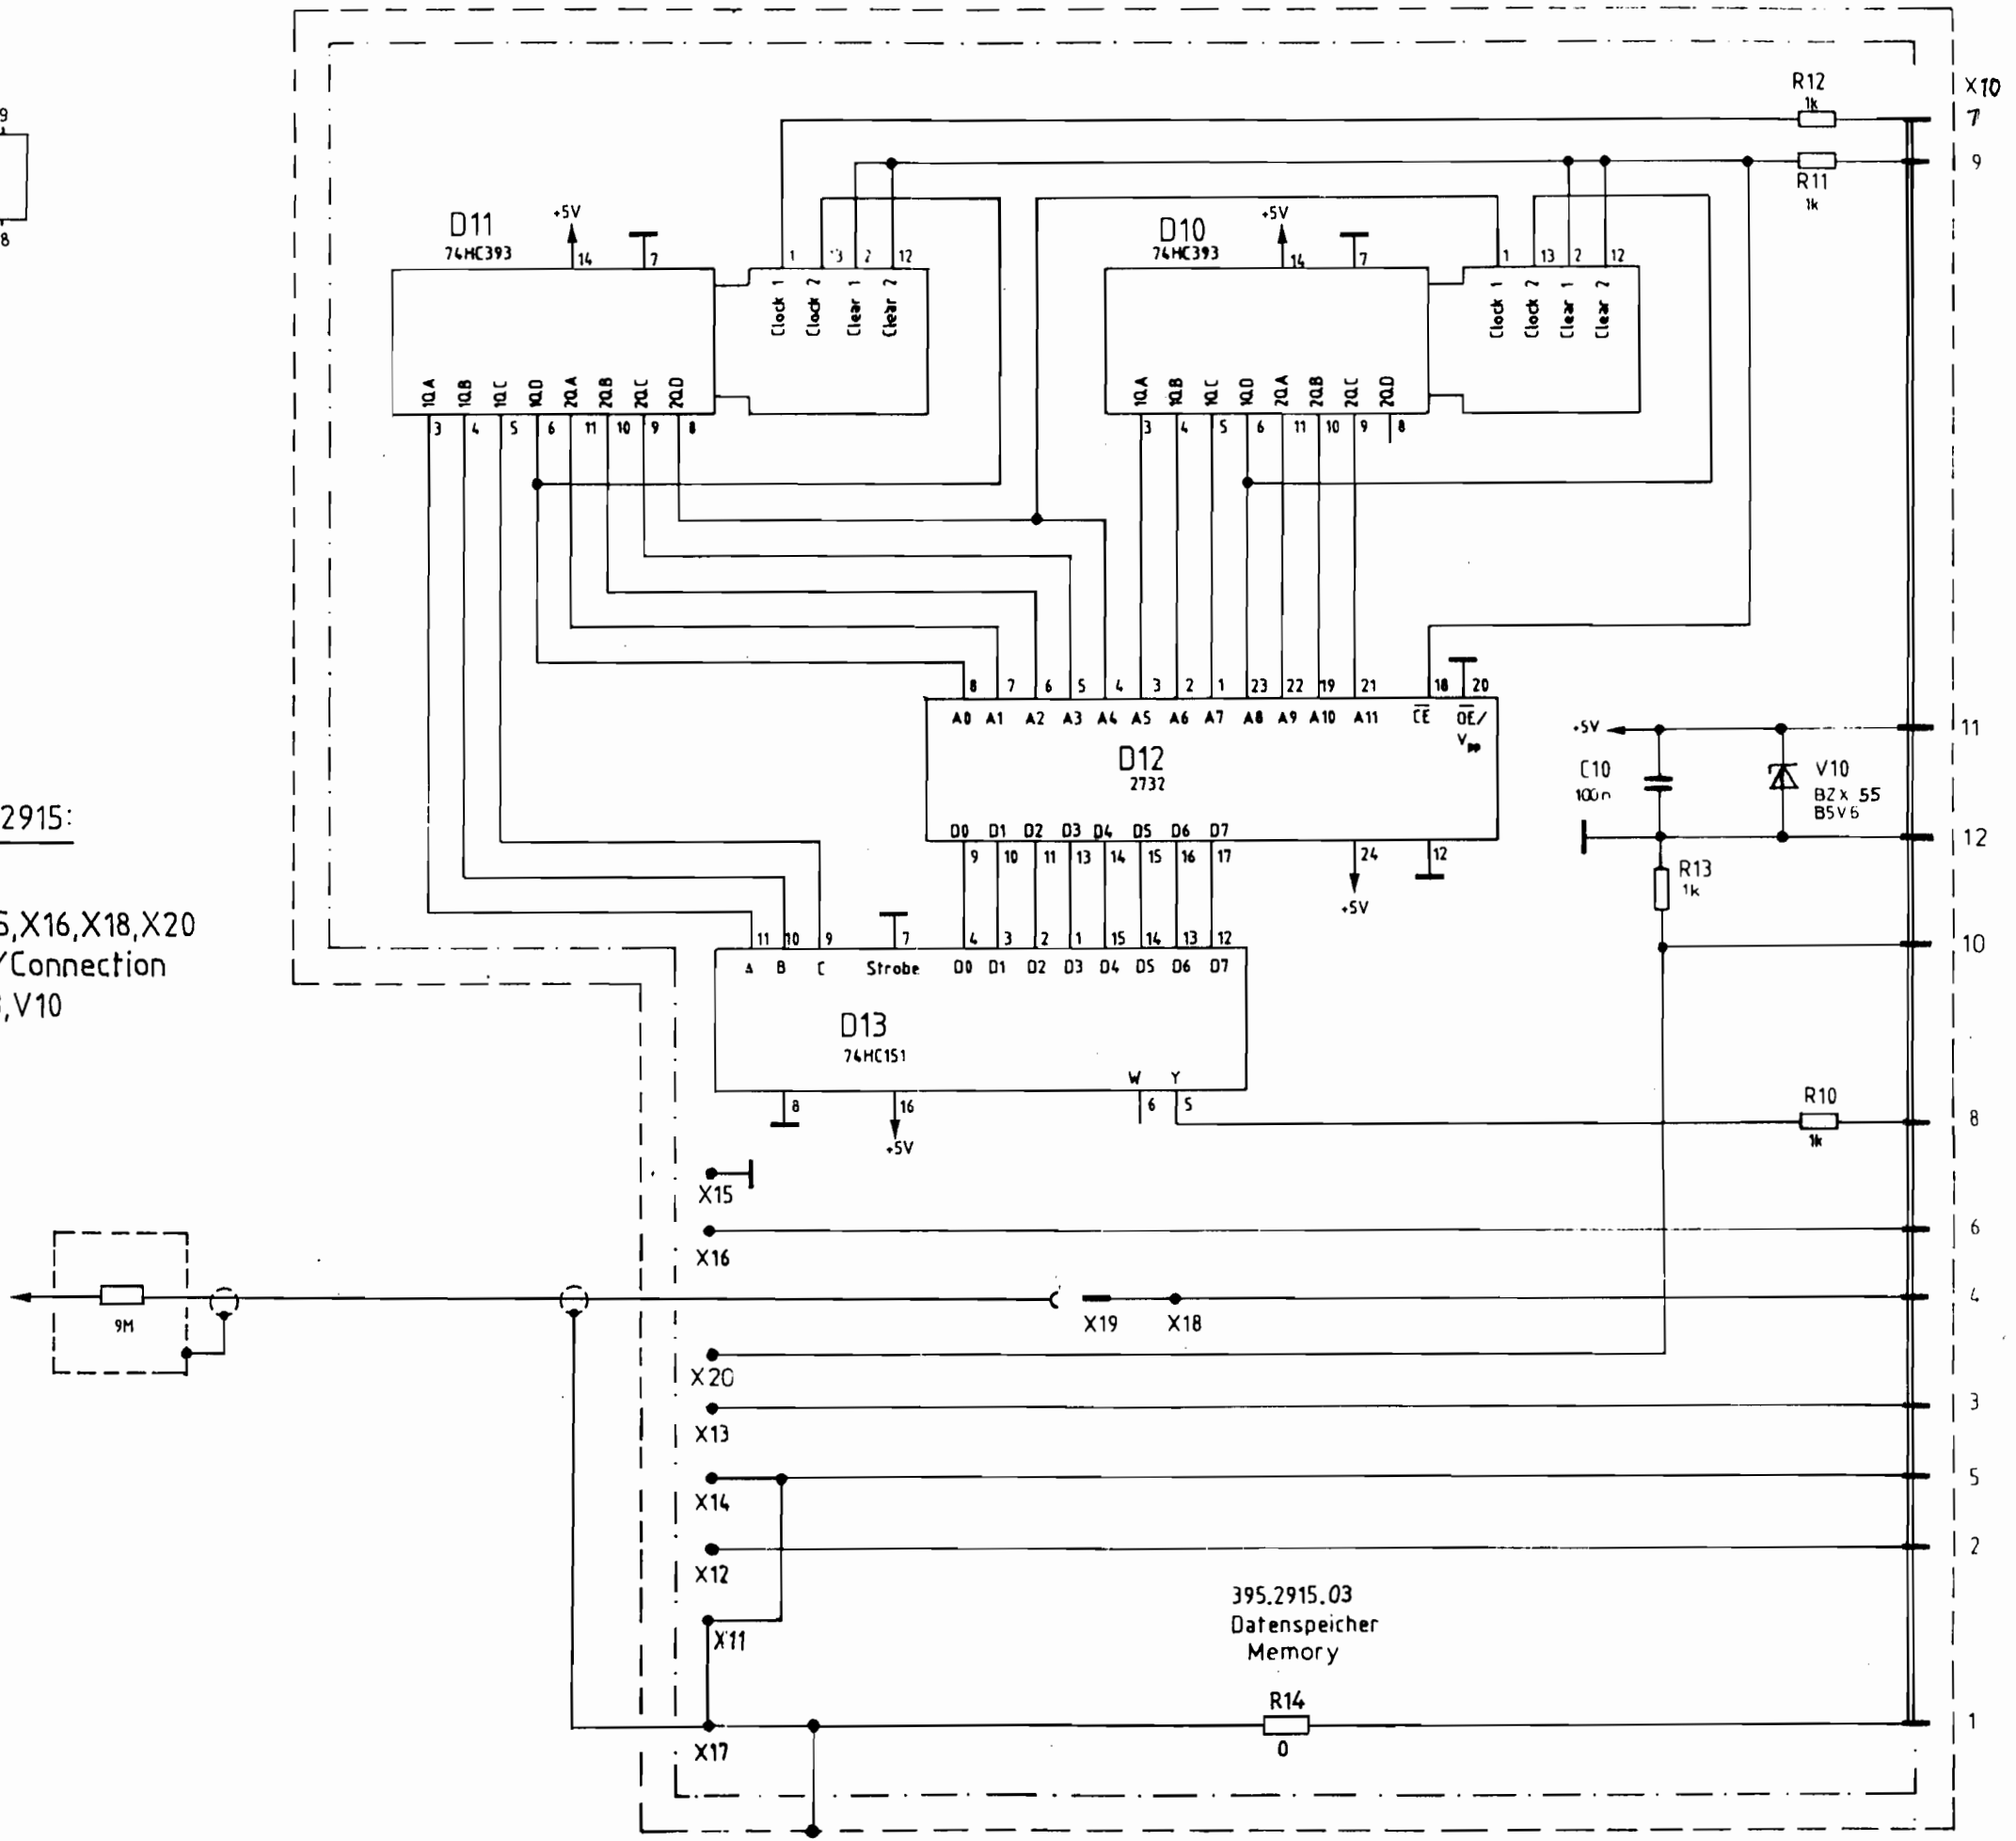 9
8
2915:
5,X16,X18,X20
/Connection
,V10
X10
R12
1k
7
9
R11
1k
D11
74HC393
+5V
14
7
1
13
2
12
Clock 1
Clock 2
Clear 1
Clear 2
1QA
1QB
1QC
1QD
2QA
2QB
2QC
2QD
3
4
5
6
11
10
9
8
D10
74HC393
+5V
14
7
1
13
2
12
Clock 1
Clock 2
Clear 1
Clear 2
1QA
1QB
1QC
1QD
2QA
2QB
2QC
2QD
3
4
5
6
11
10
9
8
8 7 6 5 4 3 2 1 23 22 19 21 18 20
A0 A1 A2 A3 A4 A5 A6 A7 A8 A9 A10 A11 CE OE/
Vpp
D12
2732
D0 D1 D2 D3 D4 D5 D6 D7
9 10 11 13 14 15 16 17 24 12
+5V
+5V
11
C10
100n
V10
BZX 55
B5V6
12
R13
1k
10
11 10 9 7 4 3 2 1 15 14 13 12
A B C Strobe D0 D1 D2 D3 D4 D5 D6 D7
D13
74HC151
W Y
8 16 6 5
+5V
R10
1k
8
X15
X16
6
9M
X19
X18
4
X20
X13
3
X14
5
X12
2
X11
395.2915.03
Datenspeicher
Memory
R14
0
X17
1